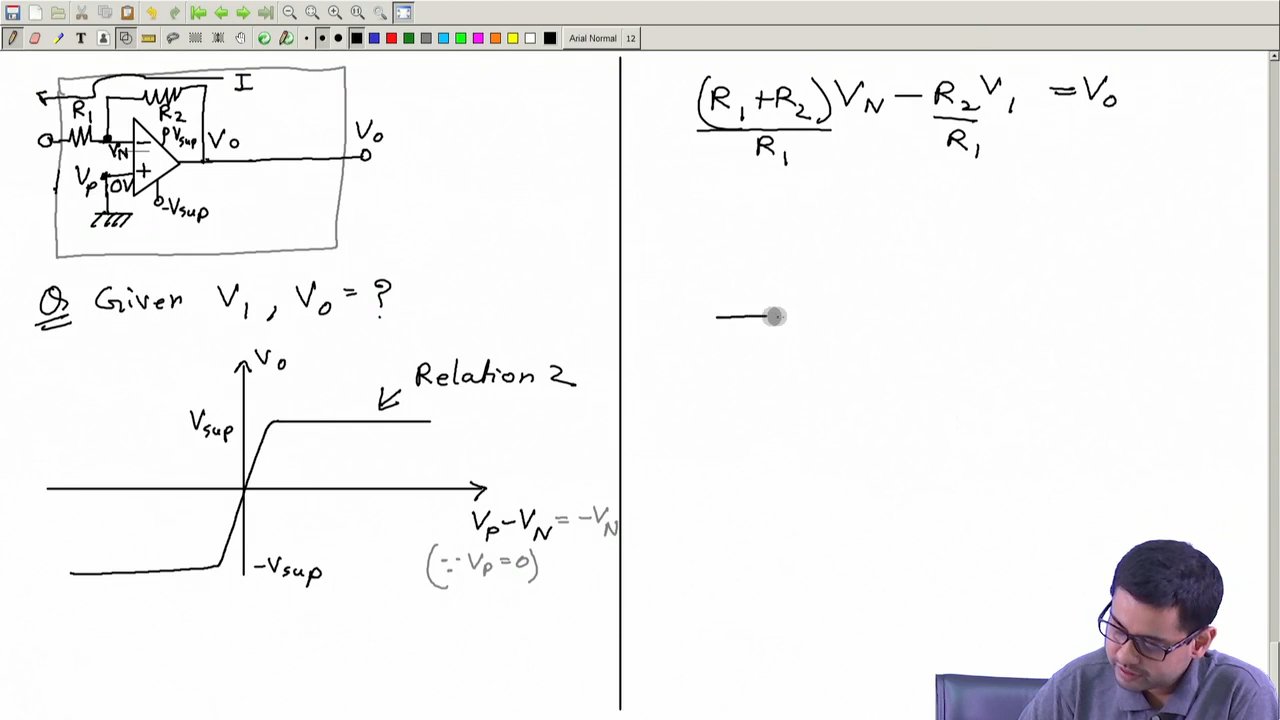 Arial Normal 12
I
R1
R2
Vsup
VN
Vo
Vo
Vp
0V
-Vsup
Q Given V1, Vo = ?
Vo
Relation 2
Vsup
Vp-VN = -VN
(∵ Vp = 0)
-Vsup
(R1+R2)/R1 VN - R2/R1 V1 = Vo